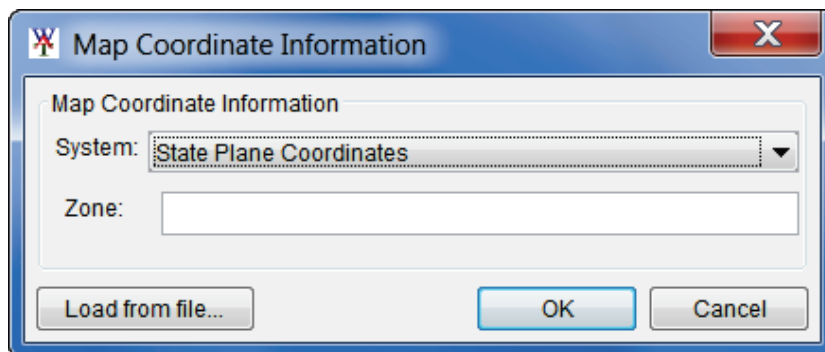 Map Coordinate Information
Map Coordinate Information
System: State Plane Coordinates
Zone:
Load from file... OK Cancel